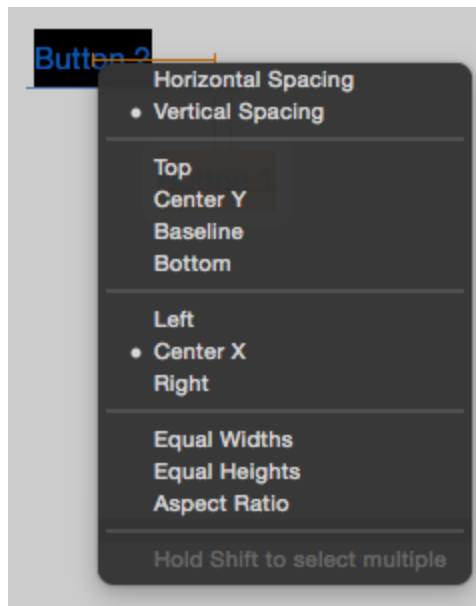 Button 2
Horizontal Spacing
Vertical Spacing
Top
Center Y
Baseline
Bottom
Left
Center X
Right
Equal Widths
Equal Heights
Aspect Ratio
Hold Shift to select multiple